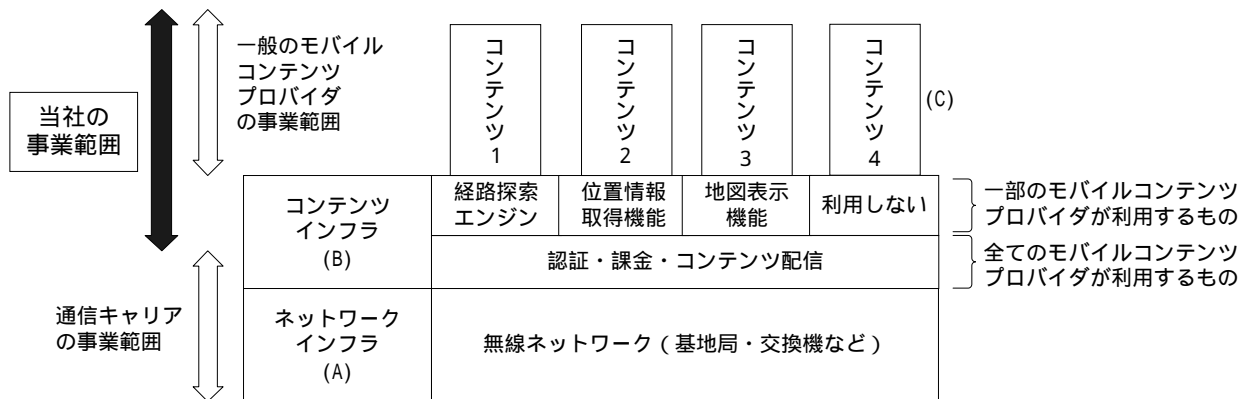 当社の
事業範囲
一般のモバイル
コンテンツ
プロバイダ
の事業範囲
コンテンツ1
コンテンツ2
コンテンツ3
コンテンツ4
(C)
コンテンツ
インフラ
(B)
経路探索
エンジン
位置情報
取得機能
地図表示
機能
利用しない
一部のモバイルコンテンツ
プロバイダが利用するもの
認証・課金・コンテンツ配信
全てのモバイルコンテンツ
プロバイダが利用するもの
通信キャリア
の事業範囲
ネットワーク
インフラ
(A)
無線ネットワーク(基地局・交換機など)